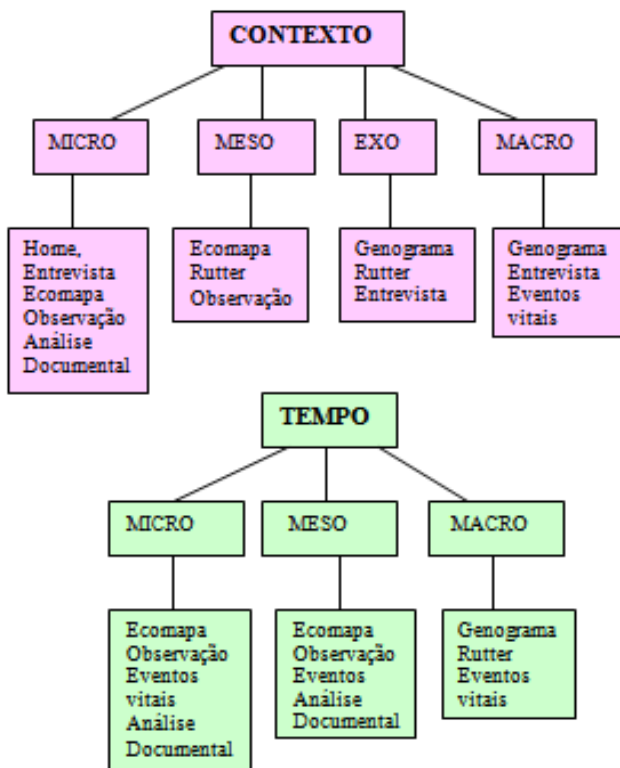 CONTEXTO
MICRO
MESO
EXO
MACRO
Home,
Entrevista
Ecomapa
Observação
Análise
Documental
Ecomapa
Rutter
Observação
Genograma
Rutter
Entrevista
Genograma
Entrevista
Eventos
vitais
TEMPO
MICRO
MESO
MACRO
Ecomapa
Observação
Eventos
vitais
Análise
Documental
Ecomapa
Observação
Eventos
Análise
Documental
Genograma
Rutter
Eventos
vitais